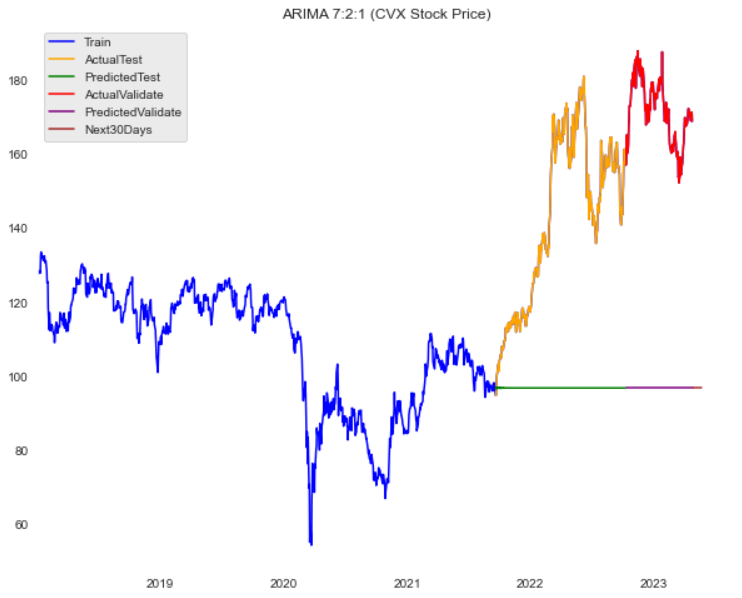 ARIMA 7:2:1 (CVX Stock Price)
Train
ActualTest
PredictedTest
ActualValidate
PredictedValidate
Next30Days
180
160
140
120
100
80
60
2019 2020 2021 2022 2023